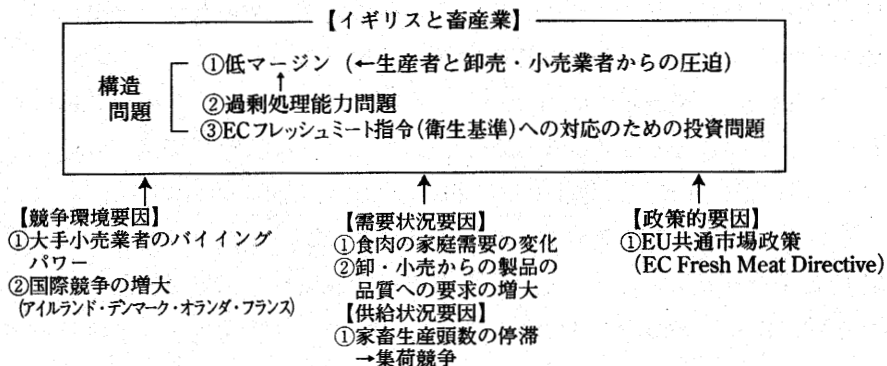 【イギリスと畜産業】
構造
問題
①低マージン (←生産者と卸売・小売業者からの圧迫)
↑
②過剰処理能力問題
③ECフレッシュミート指令(衛生基準)への対応のための投資問題
【競争環境要因】
①大手小売業者のバイイング
パワー
②国際競争の増大
(アイルランド・デンマーク・オランダ・フランス)
【需要状況要因】
①食肉の家庭需要の変化
②卸・小売からの製品の
品質への要求の増大
【供給状況要因】
①家畜生産頭数の停滞
→集荷競争
【政策的要因】
①EU共通市場政策
(EC Fresh Meat Directive)